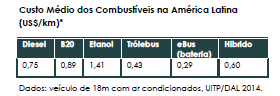 Custo Médio dos Combustíveis na América Latina
(US$/km)*
Diesel B20 Etanol Trólebus eBus (bateria) Híbrido
0,75 0,89 1,41 0,43 0,29 0,60
Dados: veículo de 18m com ar condicionados, UITP/DAL 2014.